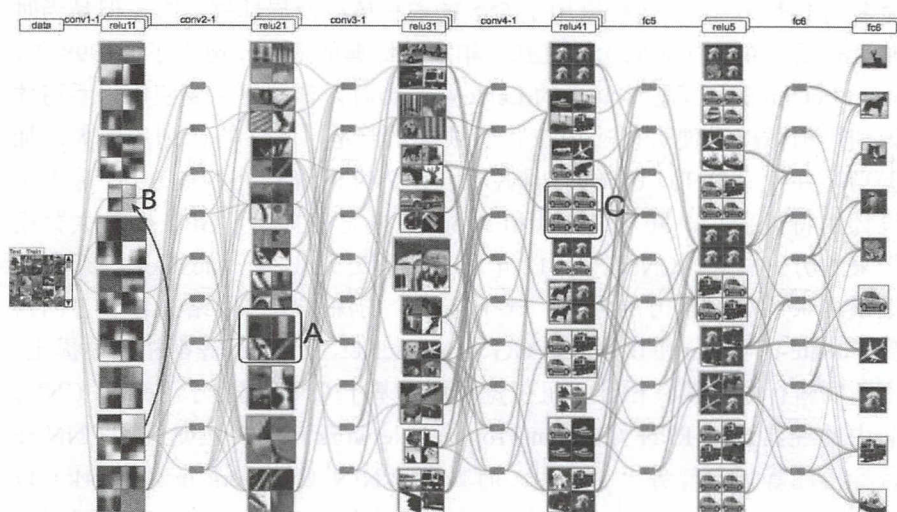 data conv1-1 relu11 conv2-1 relu21 conv3-1 relu31 conv4-1 relu41 fc5 relu5 fc6 fc6
B
C
Test Train
A